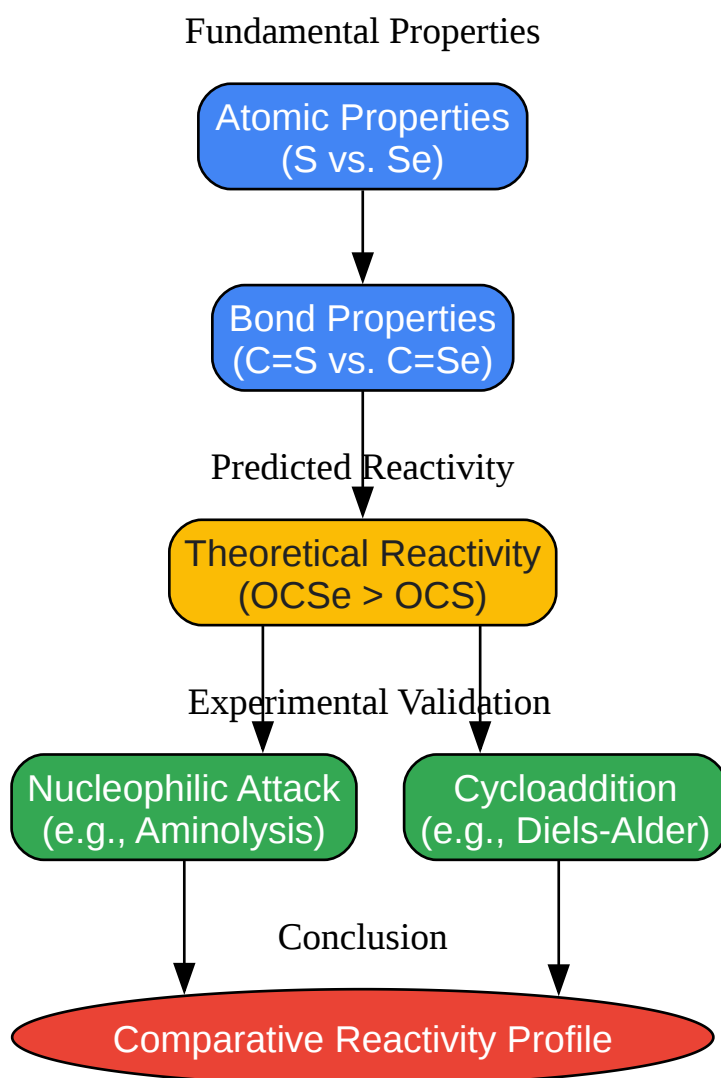 Fundamental Properties
Atomic Properties
(S vs. Se)
Bond Properties
(C=S vs. C=Se)
Predicted Reactivity
Theoretical Reactivity
(OCSe > OCS)
Experimental Validation
Nucleophilic Attack
(e.g., Aminolysis)
Cycloaddition
(e.g., Diels-Alder)
Conclusion
Comparative Reactivity Profile